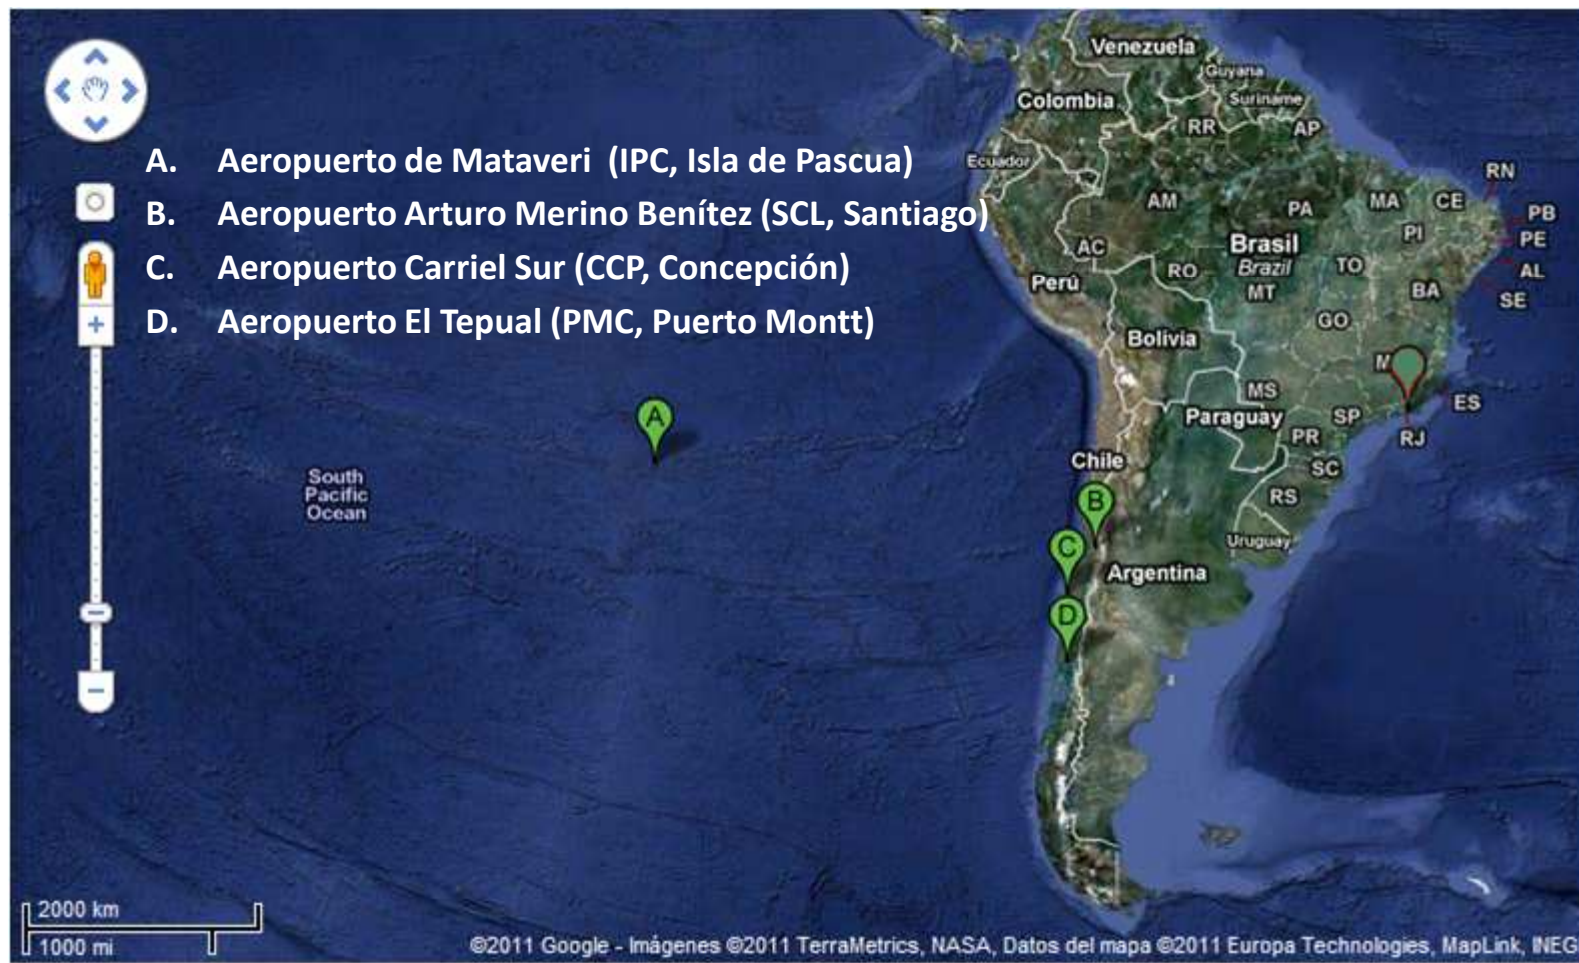 A. Aeropuerto de Mataveri (IPC, Isla de Pascua)
B. Aeropuerto Arturo Merino Benítez (SCL, Santiago)
C. Aeropuerto Carriel Sur (CCP, Concepción)
D. Aeropuerto El Tepual (PMC, Puerto Montt)
Venezuela
Guyana
Colombia
Suriname
RR
AP
Ecuador
RN
AM
PA
MA
CE
PB
PI
PE
AC
Brasil
Brazil
RO
TO
AL
Perú
MT
BA
SE
GO
Bolivia
M
MS
ES
A
Paraguay
SP
PR
RJ
Chile
SC
South
Pacific
Ocean
RS
B
C
Uruguay
Argentina
D
2000 km
1000 mi
©2011 Google - Imágenes ©2011 TerraMetrics, NASA, Datos del mapa ©2011 Europa Technologies, MapLink, INEG